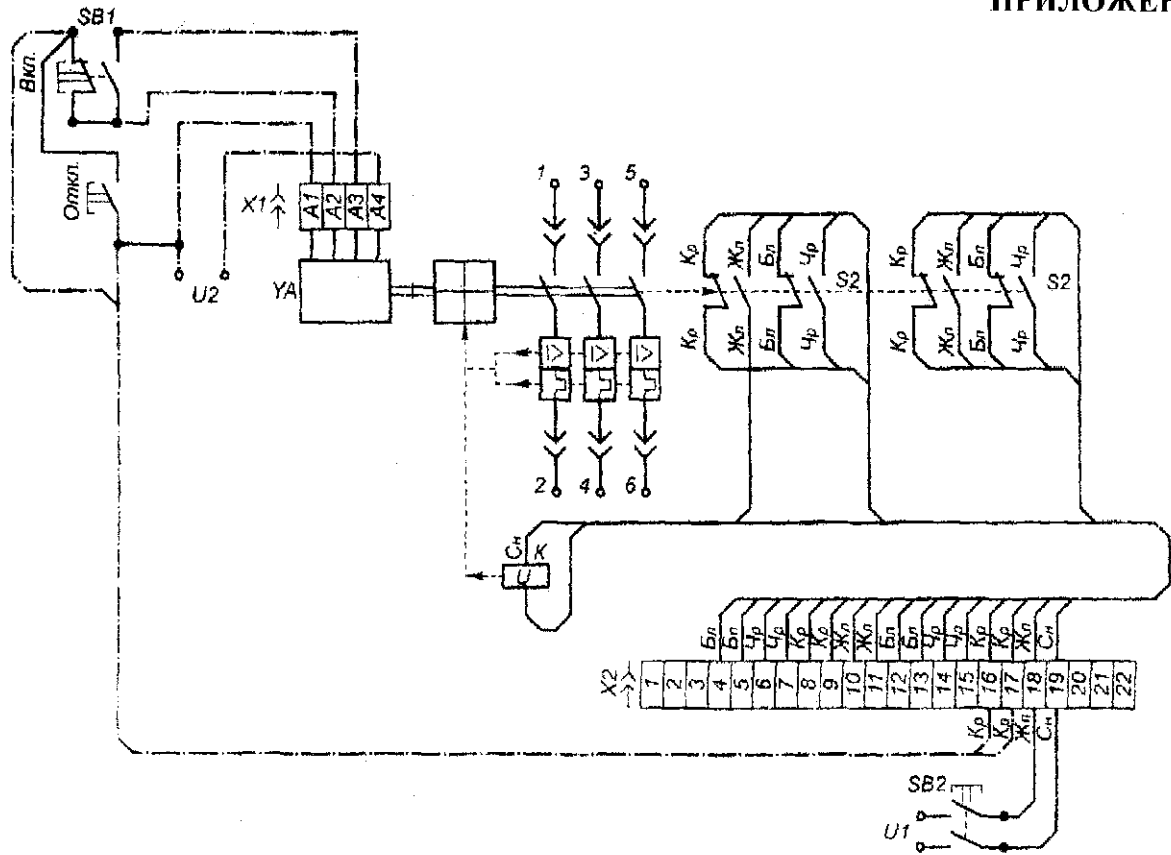 ПРИЛОЖЕ
SB1
Вкл.
Откл.
X1
A1
A2
A3
A4
U2
YA
1
3
5
2
4
6
Кр
Жл
Бл
Чр
S2
Кр
Жл
Бл
Чр
Кр
Жл
Бл
Чр
S2
Кр
Жл
Бл
Чр
Сн
К
U
Бл
Бл
Чр
Чр
Кр
Кр
Жл
Жл
Бл
Бл
Чр
Чр
Кр
Кр
Жл
Сн
X2
1
2
3
4
5
6
7
8
9
10
11
12
13
14
15
16
17
18
19
20
21
22
Кр
Кр
Жл
Сн
SB2
U1